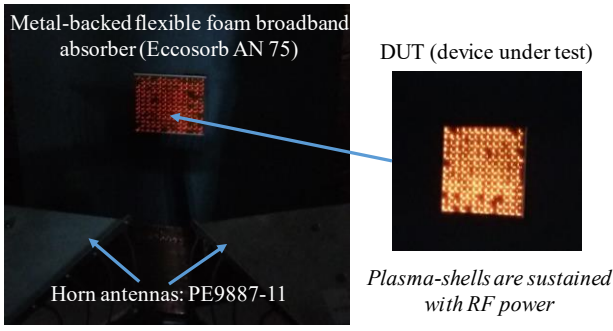 Metal-backed flexible foam broadband
absorber (Eccosorb AN 75)
DUT (device under test)
Horn antennas: PE9887-11
Plasma-shells are sustained
with RF power